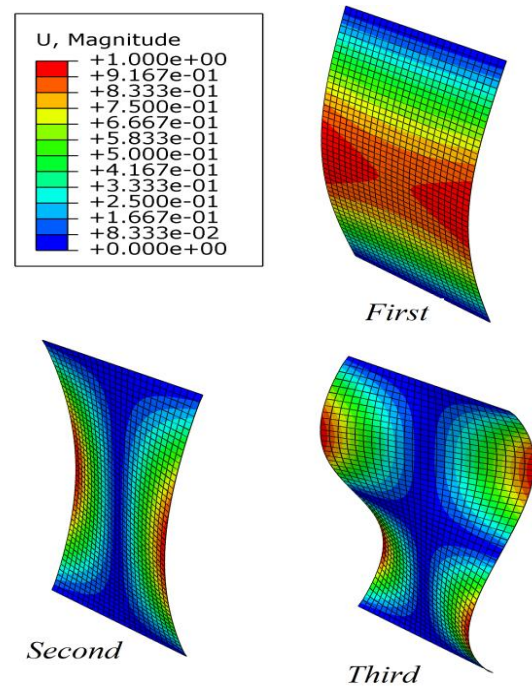 U, Magnitude
+1.000e+00
+9.167e-01
+8.333e-01
+7.500e-01
+6.667e-01
+5.833e-01
+5.000e-01
+4.167e-01
+3.333e-01
+2.500e-01
+1.667e-01
+8.333e-02
+0.000e+00
First
Second
Third